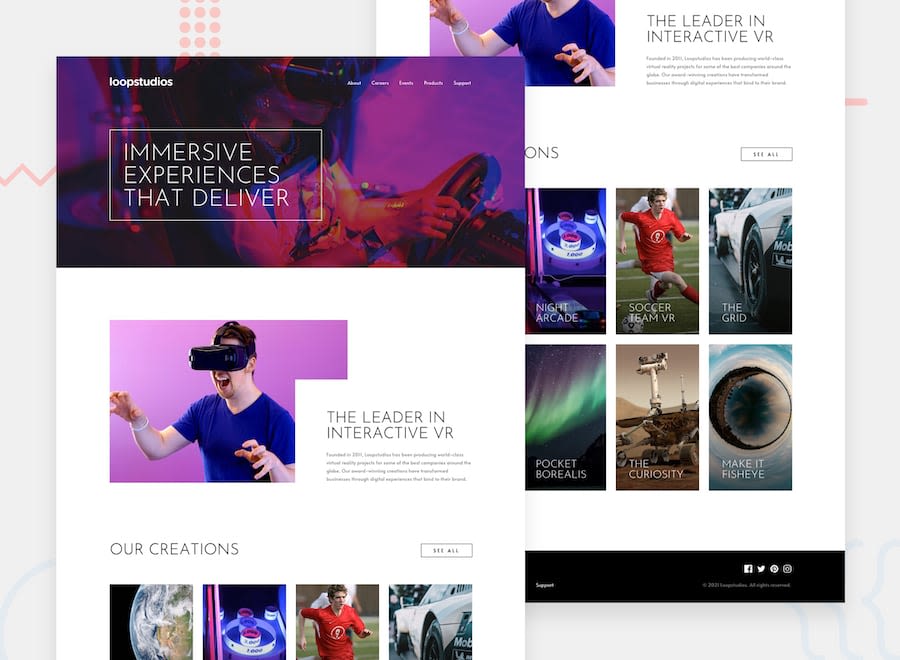 loopstudios
About Careers Events Products Support
IMMERSIVE
EXPERIENCES
THAT DELIVER
THE LEADER IN
INTERACTIVE VR
Founded in 2011, Loopstudios has been producing world-class
virtual reality projects for some of the best companies around the
globe. Our award-winning creations have transformed
businesses through digital experiences that bind to their brand.
OUR CREATIONS
SEE ALL
1.000
Mob
THE LEADER IN
INTERACTIVE VR
Founded in 2011, Loopstudios has been producing world-class
virtual reality projects for some of the best companies around the
globe. Our award-winning creations have transformed
businesses through digital experiences that bind to their brand.
ONS
SEE ALL
1.000
Mob
NIGHT
ARCADE
SOCCER
TEAM VR
THE
GRID
POCKET
BOREALIS
THE
CURIOSITY
MAKE IT
FISHEYE
Support
© 2021 Loopstudios. All rights reserved.